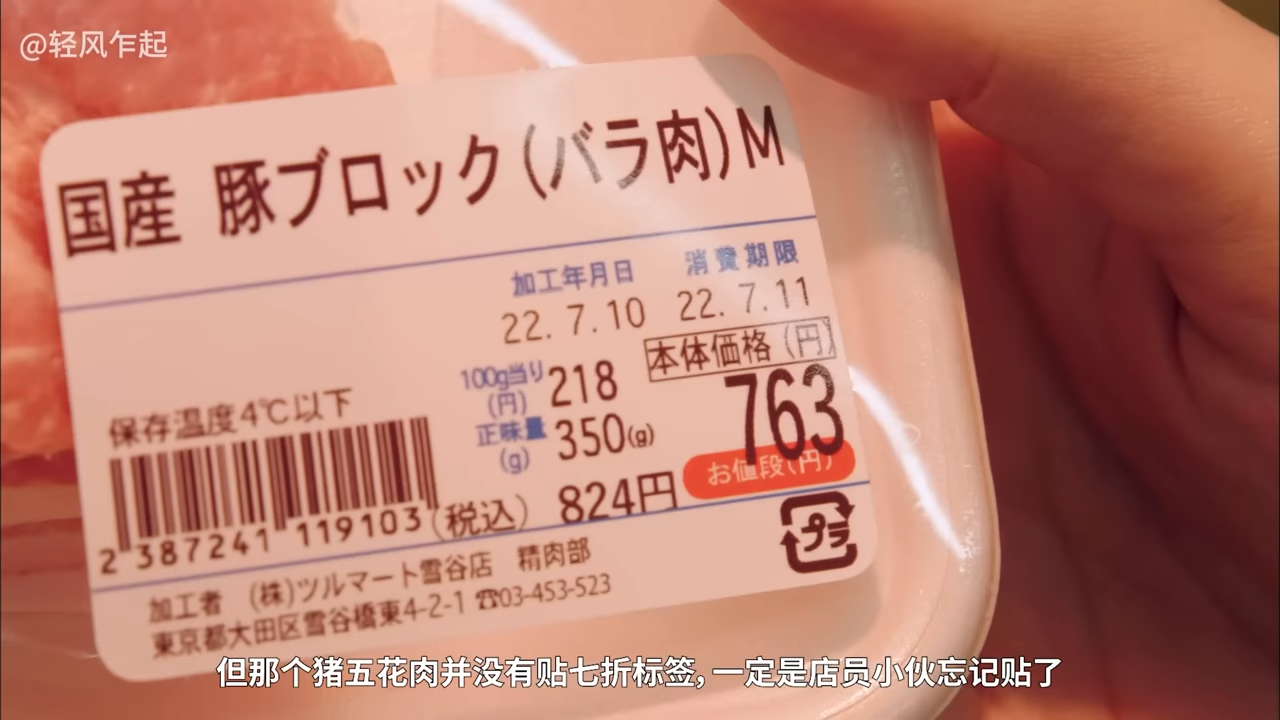 @轻风乍起
国産 豚ブロック(バラ肉)M
加工年月日 消費期限
22.7.10 22.7.11
本体価格(円)
100g当り(円) 218
763
保存温度4℃以下
正味量(g) 350(g)
お値段(円)
(税込) 824円
2 387241 119103
プラ
加工者 (株)ツルマート雪谷店 精肉部
東京都大田区雪谷橋東4-2-1 ☎03-453-523
但那个猪五花肉并没有贴七折标签,一定是店员小伙忘记贴了